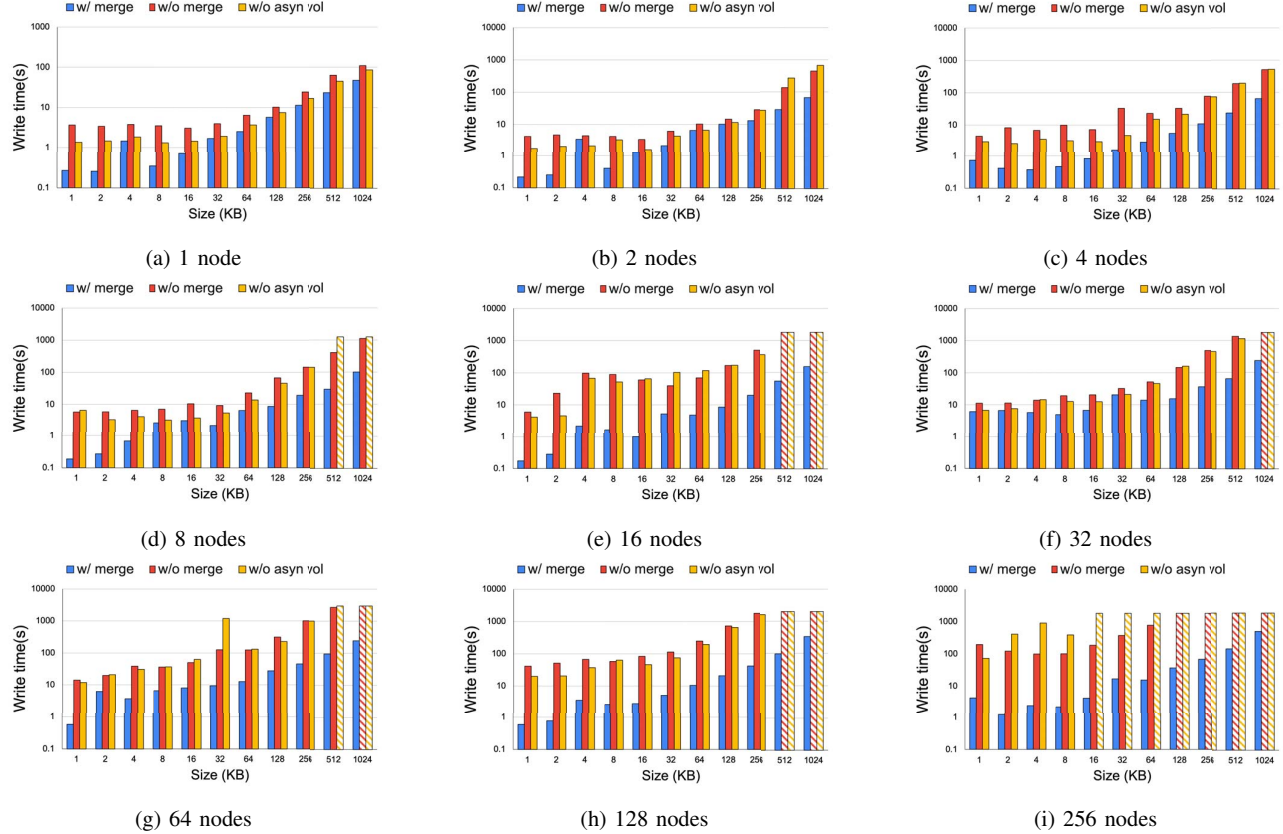 w/ merge w/o merge w/o asyn vol
Write time(s)
1000
100
10
1
0.1
1 2 4 8 16 32 64 128 256 512 1024
Size (KB)
(a) 1 node
w/ merge w/o merge w/o asyn vol
Write time(s)
10000
1000
100
10
1
0.1
1 2 4 8 16 32 64 128 256 512 1024
Size (KB)
(b) 2 nodes
w/ merge w/o merge w/o asyn vol
Write time(s)
10000
1000
100
10
1
0.1
1 2 4 8 16 32 64 128 256 512 1024
Size (KB)
(c) 4 nodes
w/ merge w/o merge w/o asyn vol
Write time(s)
10000
1000
100
10
1
0.1
1 2 4 8 16 32 64 128 256 512 1024
Size (KB)
(d) 8 nodes
w/ merge w/o merge w/o asyn vol
Write time(s)
10000
1000
100
10
1
0.1
1 2 4 8 16 32 64 128 256 512 1024
Size (KB)
(e) 16 nodes
w/ merge w/o merge w/o asyn vol
Write time(s)
10000
1000
100
10
1
0.1
1 2 4 8 16 32 64 128 256 512 1024
Size (KB)
(f) 32 nodes
w/ merge w/o merge w/o asyn vol
Write time(s)
10000
1000
100
10
1
0.1
1 2 4 8 16 32 64 128 256 512 1024
Size (KB)
(g) 64 nodes
w/ merge w/o merge w/o asyn vol
Write time(s)
10000
1000
100
10
1
0.1
1 2 4 8 16 32 64 128 256 512 1024
Size (KB)
(h) 128 nodes
w/ merge w/o merge w/o asyn vol
Write time(s)
10000
1000
100
10
1
0.1
1 2 4 8 16 32 64 128 256 512 1024
Size (KB)
(i) 256 nodes